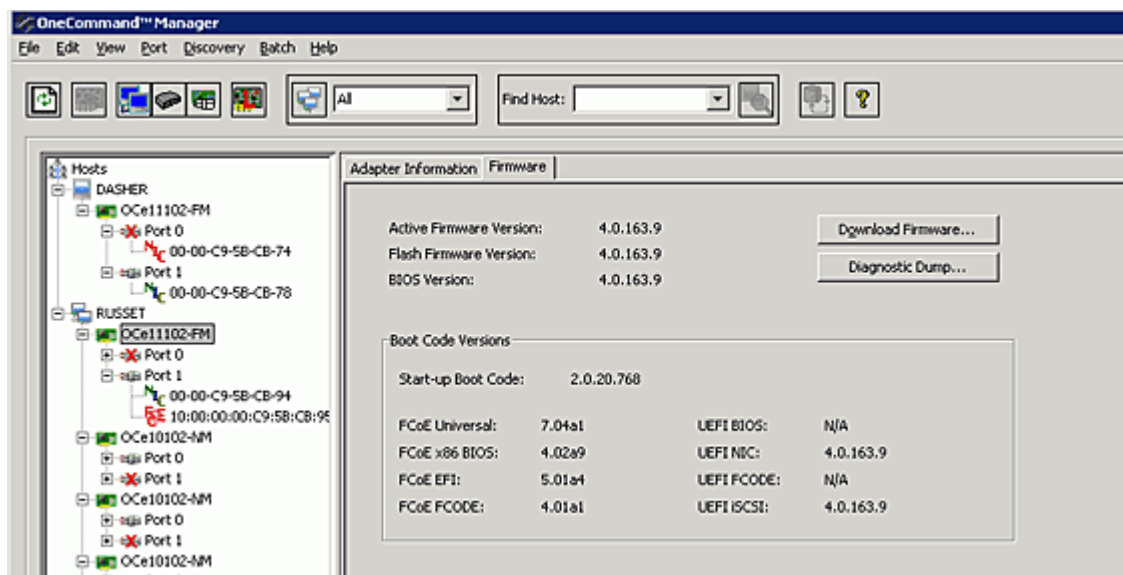 OneCommand™ Manager
File Edit View Port Discovery Batch Help
All
Find Host:
Hosts
DASHER
OCe11102-FM
Port 0
NIC 00-00-C9-5B-CB-74
Port 1
NIC 00-00-C9-5B-CB-78
RUSSET
OCe11102-FM
Port 0
Port 1
NIC 00-00-C9-5B-CB-94
FCoE 10:00:00:00:C9:5B:CB:95
OCe10102-NM
Port 0
Port 1
OCe10102-NM
Port 0
Port 1
OCe10102-NM
Adapter Information Firmware
Active Firmware Version: 4.0.163.9
Flash Firmware Version: 4.0.163.9
BIOS Version: 4.0.163.9
Download Firmware...
Diagnostic Dump...
Boot Code Versions
Start-up Boot Code: 2.0.20.768
FCoE Universal: 7.04a1 UEFI BIOS: N/A
FCoE x86 BIOS: 4.02a9 UEFI NIC: 4.0.163.9
FCoE EFI: 5.01a4 UEFI FCODE: N/A
FCoE FCODE: 4.01a1 UEFI iSCSI: 4.0.163.9